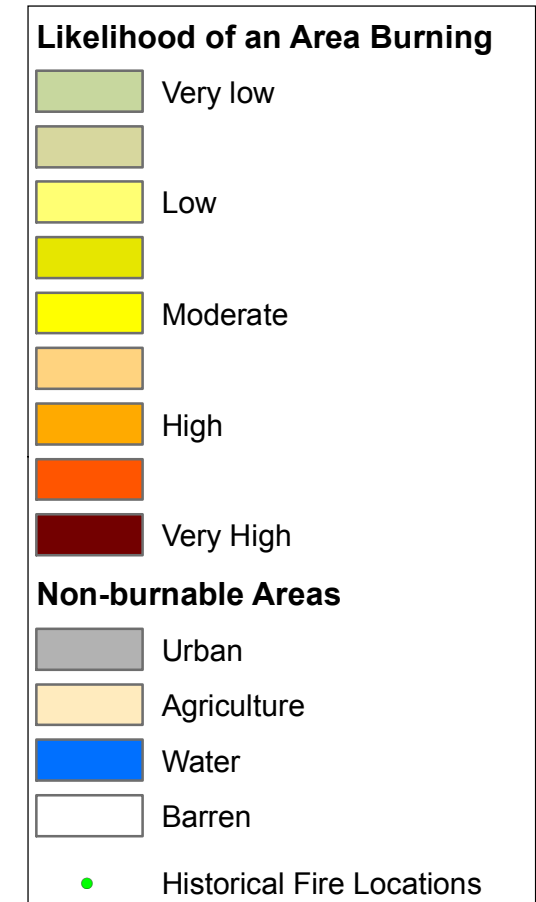 Likelihood of an Area Burning
Very low
Low
Moderate
High
Very High
Non-burnable Areas
Urban
Agriculture
Water
Barren
Historical Fire Locations